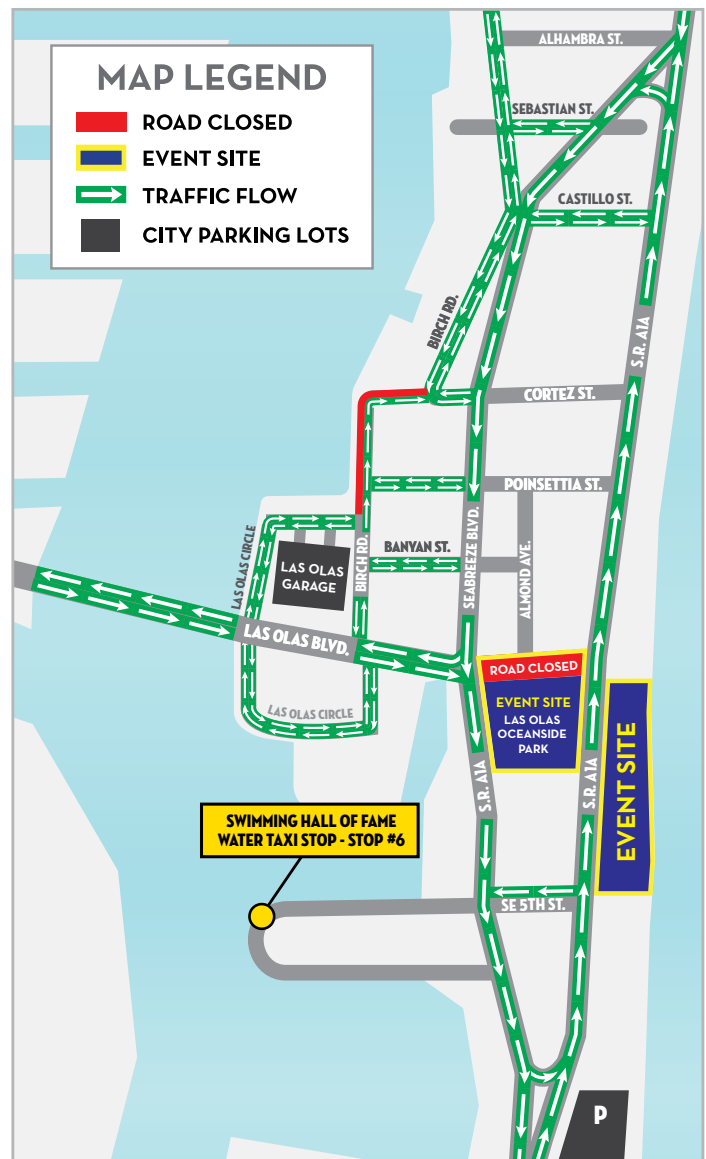 MAP LEGEND
ROAD CLOSED
EVENT SITE
TRAFFIC FLOW
CITY PARKING LOTS
ALHAMBRA ST.
SEBASTIAN ST.
CASTILLO ST.
BIRCH RD.
S.R. A1A
CORTEZ ST.
POINSETTIA ST.
SEABREEZE BLVD.
LAS OLAS CIRCLE
BIRCH RD.
BANYAN ST.
ALMOND AVE.
LAS OLAS
GARAGE
LAS OLAS BLVD.
ROAD CLOSED
EVENT SITE
LAS OLAS
OCEANSIDE
PARK
LAS OLAS CIRCLE
S.R. A1A
S.R. A1A
EVENT SITE
SWIMMING HALL OF FAME
WATER TAXI STOP - STOP #6
SE 5TH ST.
P